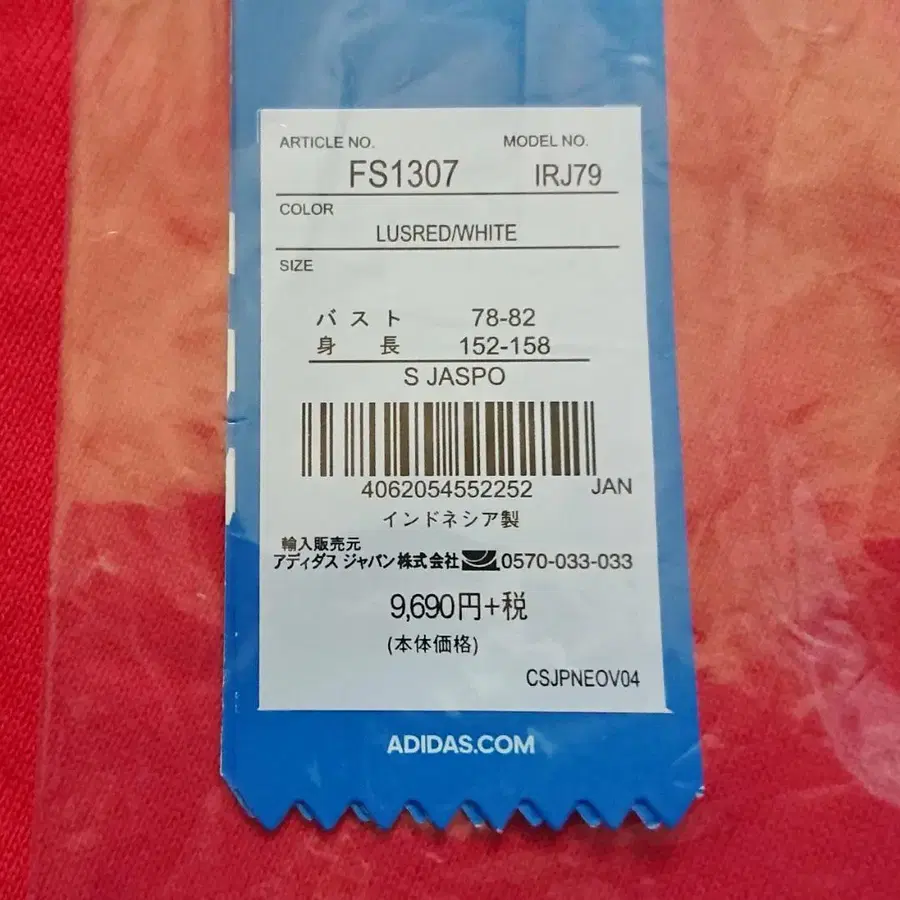 ARTICLE NO. MODEL NO.
FS1307 IRJ79
COLOR
LUSRED/WHITE
SIZE
バスト 78-82
身長 152-158
S JASPO
4062054552252 JAN
インドネシア製
輸入販売元
アディダス ジャパン株式会社 0570-033-033
9,690円+税
(本体価格)
CSJPNEOV04
ADIDAS.COM